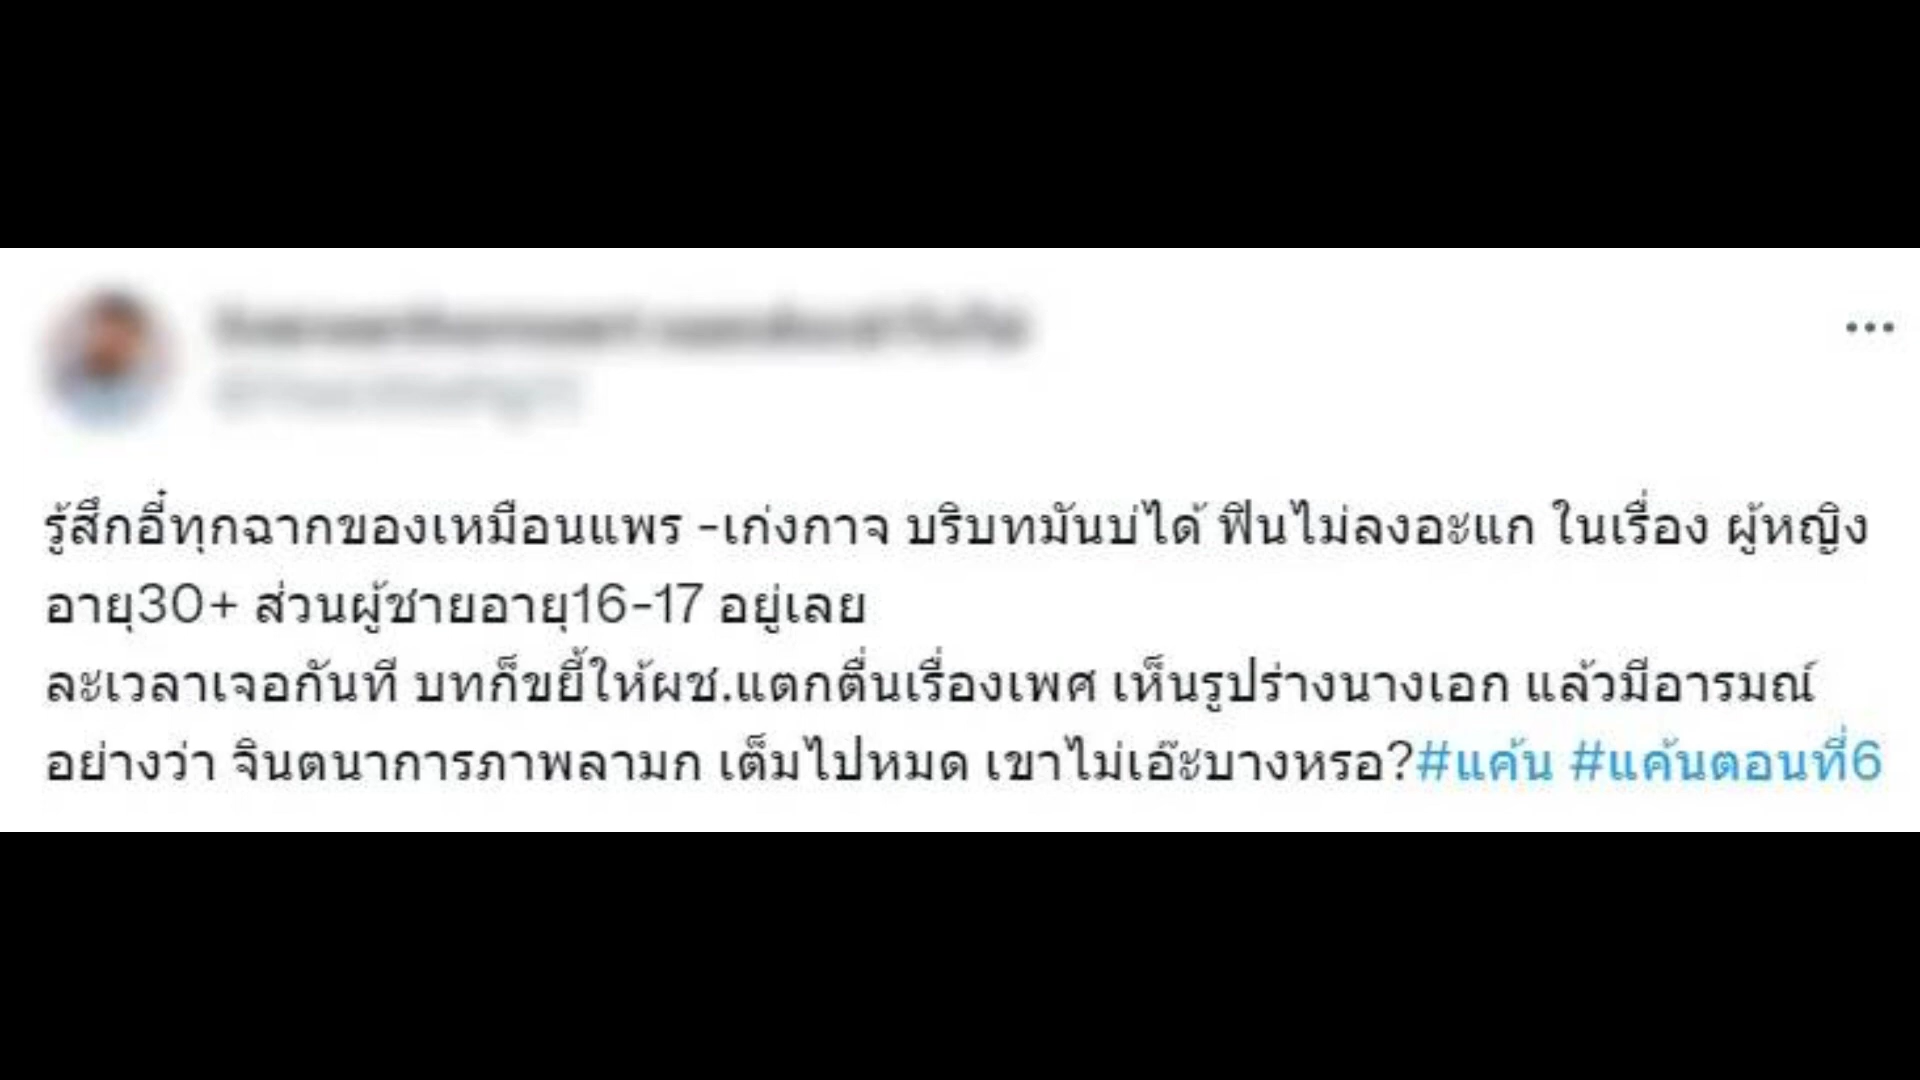 รู้สึกอี๋ทุกฉากของเหมือนแพร -เก่งกาจ บริบทมันบ่ได้ ฟินไม่ลงอะแก ในเรื่อง ผู้หญิง
อายุ30+ ส่วนผู้ชายอายุ16-17 อยู่เลย
ละเวลาเจอกันที บทก็ขยี้ให้ผช.แตกตื่นเรื่องเพศ เห็นรูปร่างนางเอก แล้วมีอารมณ์
อย่างว่า จินตนาการภาพลามก เต็มไปหมด เขาไม่เอ๊ะบางหรอ?#แค้น #แค้นตอนที่6